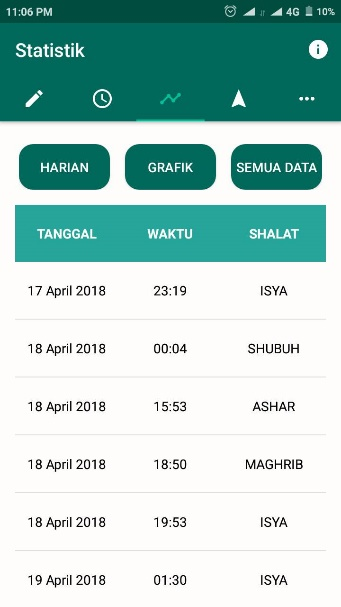 11:06 PM 4G 10%
Statistik
HARIAN GRAFIK SEMUA DATA
TANGGAL WAKTU SHALAT
17 April 2018 23:19 ISYA
18 April 2018 00:04 SHUBUH
18 April 2018 15:53 ASHAR
18 April 2018 18:50 MAGHRIB
18 April 2018 19:53 ISYA
19 April 2018 01:30 ISYA